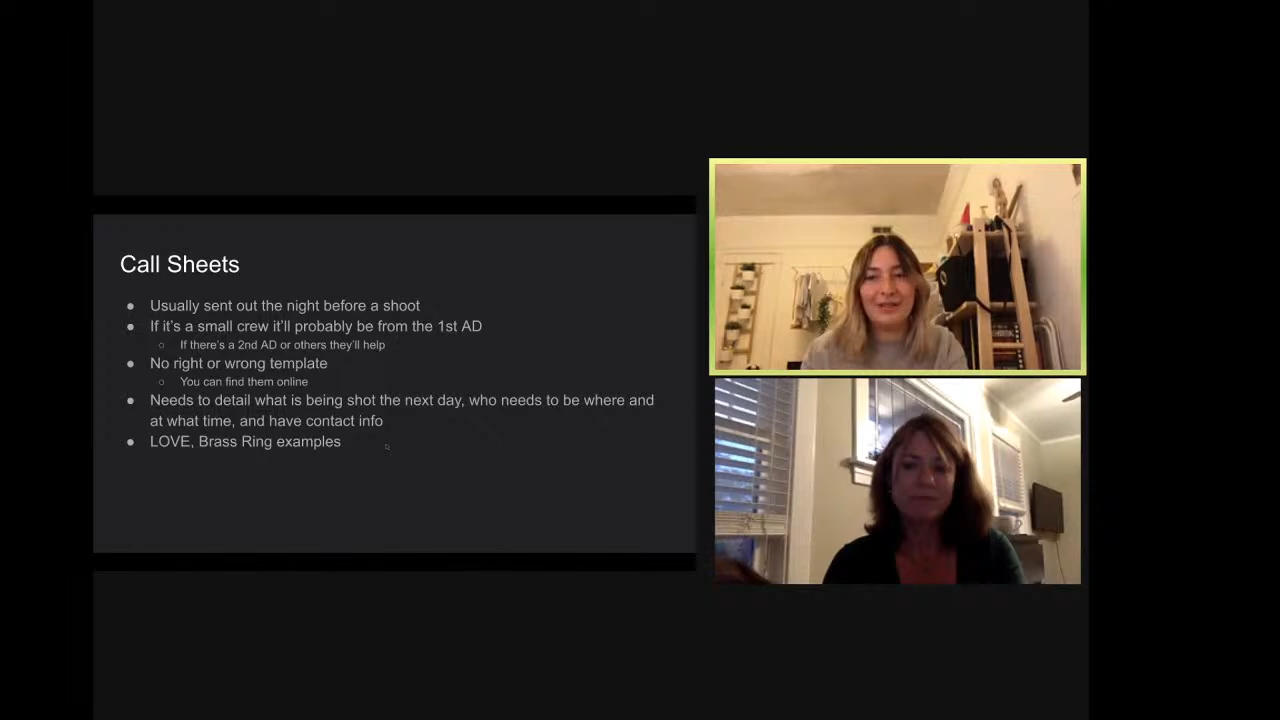 Call Sheets
● Usually sent out the night before a shoot
● If it's a small crew it'll probably be from the 1st AD
○ If there's a 2nd AD or others they'll help
● No right or wrong template
○ You can find them online
● Needs to detail what is being shot the next day, who needs to be where and
at what time, and have contact info
● LOVE, Brass Ring examples